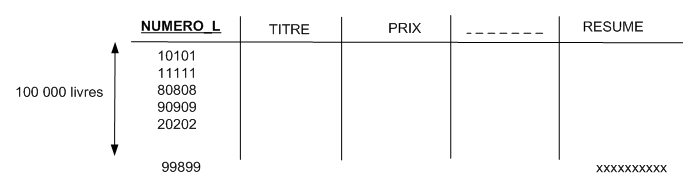 NUMERO_L TITRE PRIX _ _ _ _ _ _ _ RESUME
10101
11111
80808
100 000 livres
90909
20202
99899 xxxxxxxxxx